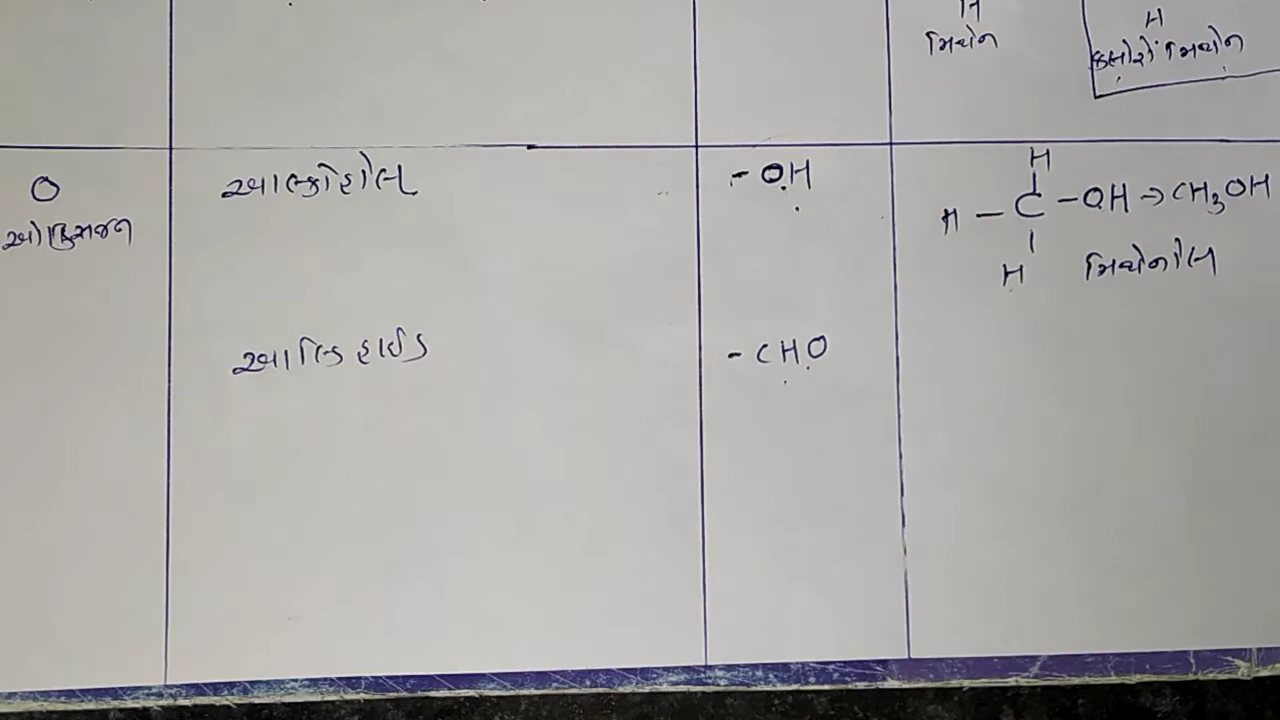 H
મિથેન
H
ક્લોરોમિથેન
O
ઓક્સિજન
આલ્કોહોલ
- OH
H
H – C – OH → CH₃OH
H
મિથેનોલ
આલ્ડિહાઈડ
- CHO